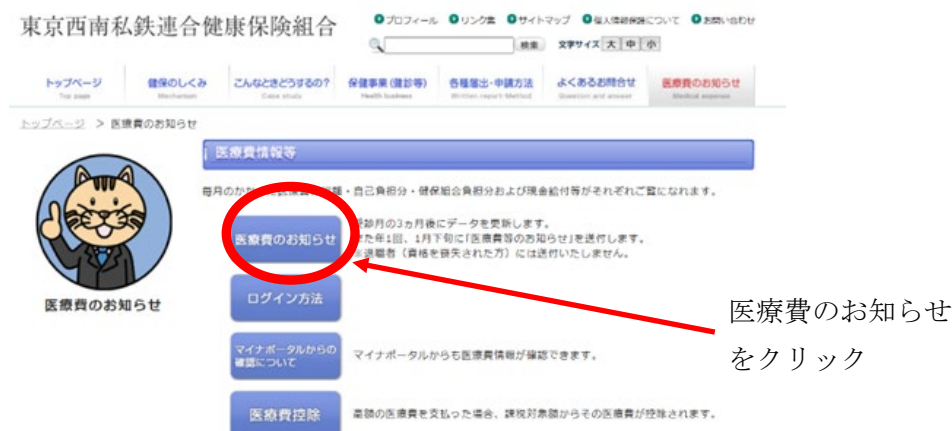 東京西南私鉄連合健康保険組合
プロフィール リンク集 サイトマップ 個人情報保護について お問い合わせ
検索 文字サイズ 大 中 小
トップページ 健保のしくみ こんなときどうするの? 保健事業(健診等) 各種届出・申請方法 よくあるお問合せ 医療費のお知らせ
Top page Mechanism Case study Health business Written report Method Question and answer Medical expense
トップページ > 医療費のお知らせ
医療費情報等
毎月のか ・自己負担分・健保組合負担分および現金給付等がそれぞれご覧になれます。
医療費のお知らせ
受診月の3ヵ月後にデータを更新します。
また年1回、1月下旬に「医療費等のお知らせ」を送付します。
※退職者(資格を喪失された方)には送付いたしません。
医療費のお知らせ
ログイン方法
医療費のお知らせ
をクリック
マイナポータルからの
確認について
マイナポータルからも医療費情報が確認できます。
医療費控除
高額の医療費を支払った場合、課税対象額からその医療費が控除されます。